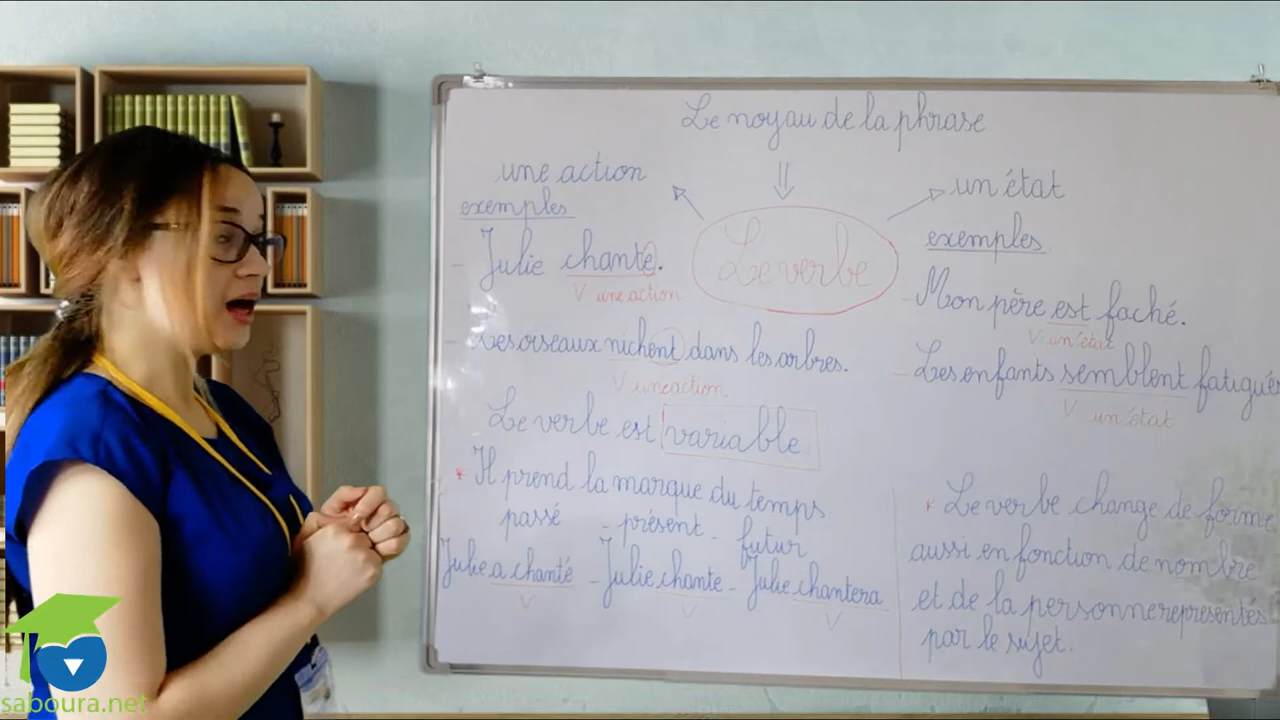 Le noyau de la phrase
une action
exemples
Julie chante.
V une action
Les oiseaux nichent dans les arbres.
V une action
Le verbe
un état
exemples
Mon père est faché.
V un état
Les enfants semblent fatigués
V un état
Le verbe est variable
* Il prend la marque du temps
passé - présent - futur
Julie a chanté - Julie chante - Julie chantera
V V V
* Le verbe change de forme
aussi en fonction de nombre
et de la personne représentés
par le sujet.
saboura.net